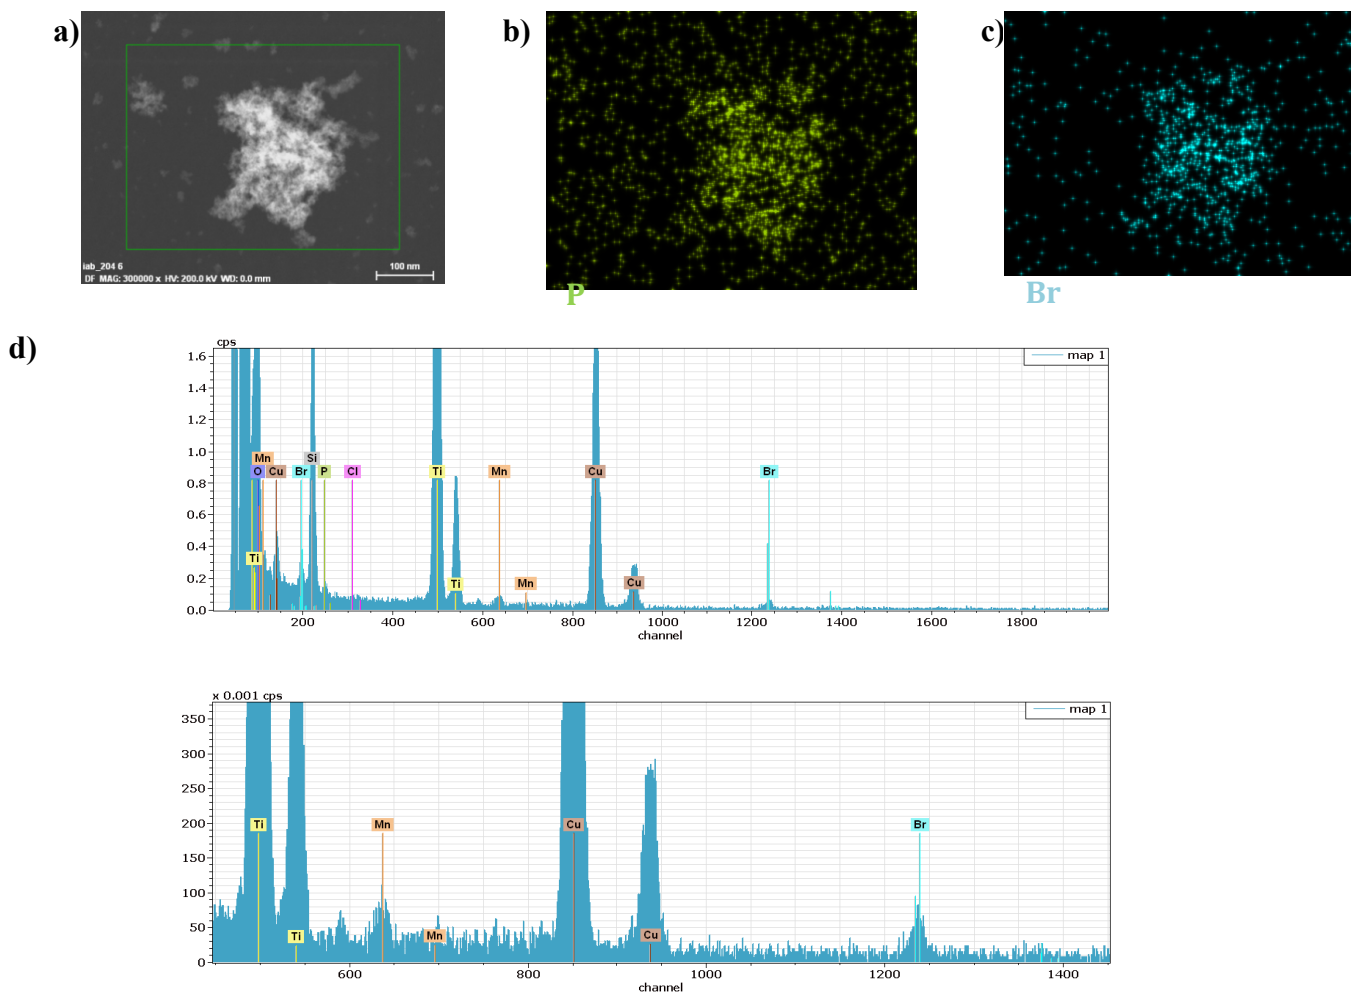 a)
b)
c)
iab_204 6
DF MAG: 300000 x HV: 200.0 kV WD: 0.0 mm
100 nm
P
Br
d)
cps
map 1
1.6
1.4
1.2
1.0
0.8
0.6
0.4
0.2
0.0
Mn
Si
O
Cu
Br
P
Cl
Ti
Mn
Cu
Br
Ti
Ti
Mn
Cu
200 400 600 800 1000 1200 1400 1600 1800
channel
x 0.001 cps
map 1
350
300
250
200
150
100
50
0
Ti
Mn
Cu
Br
Ti
Mn
Cu
600 800 1000 1200 1400
channel